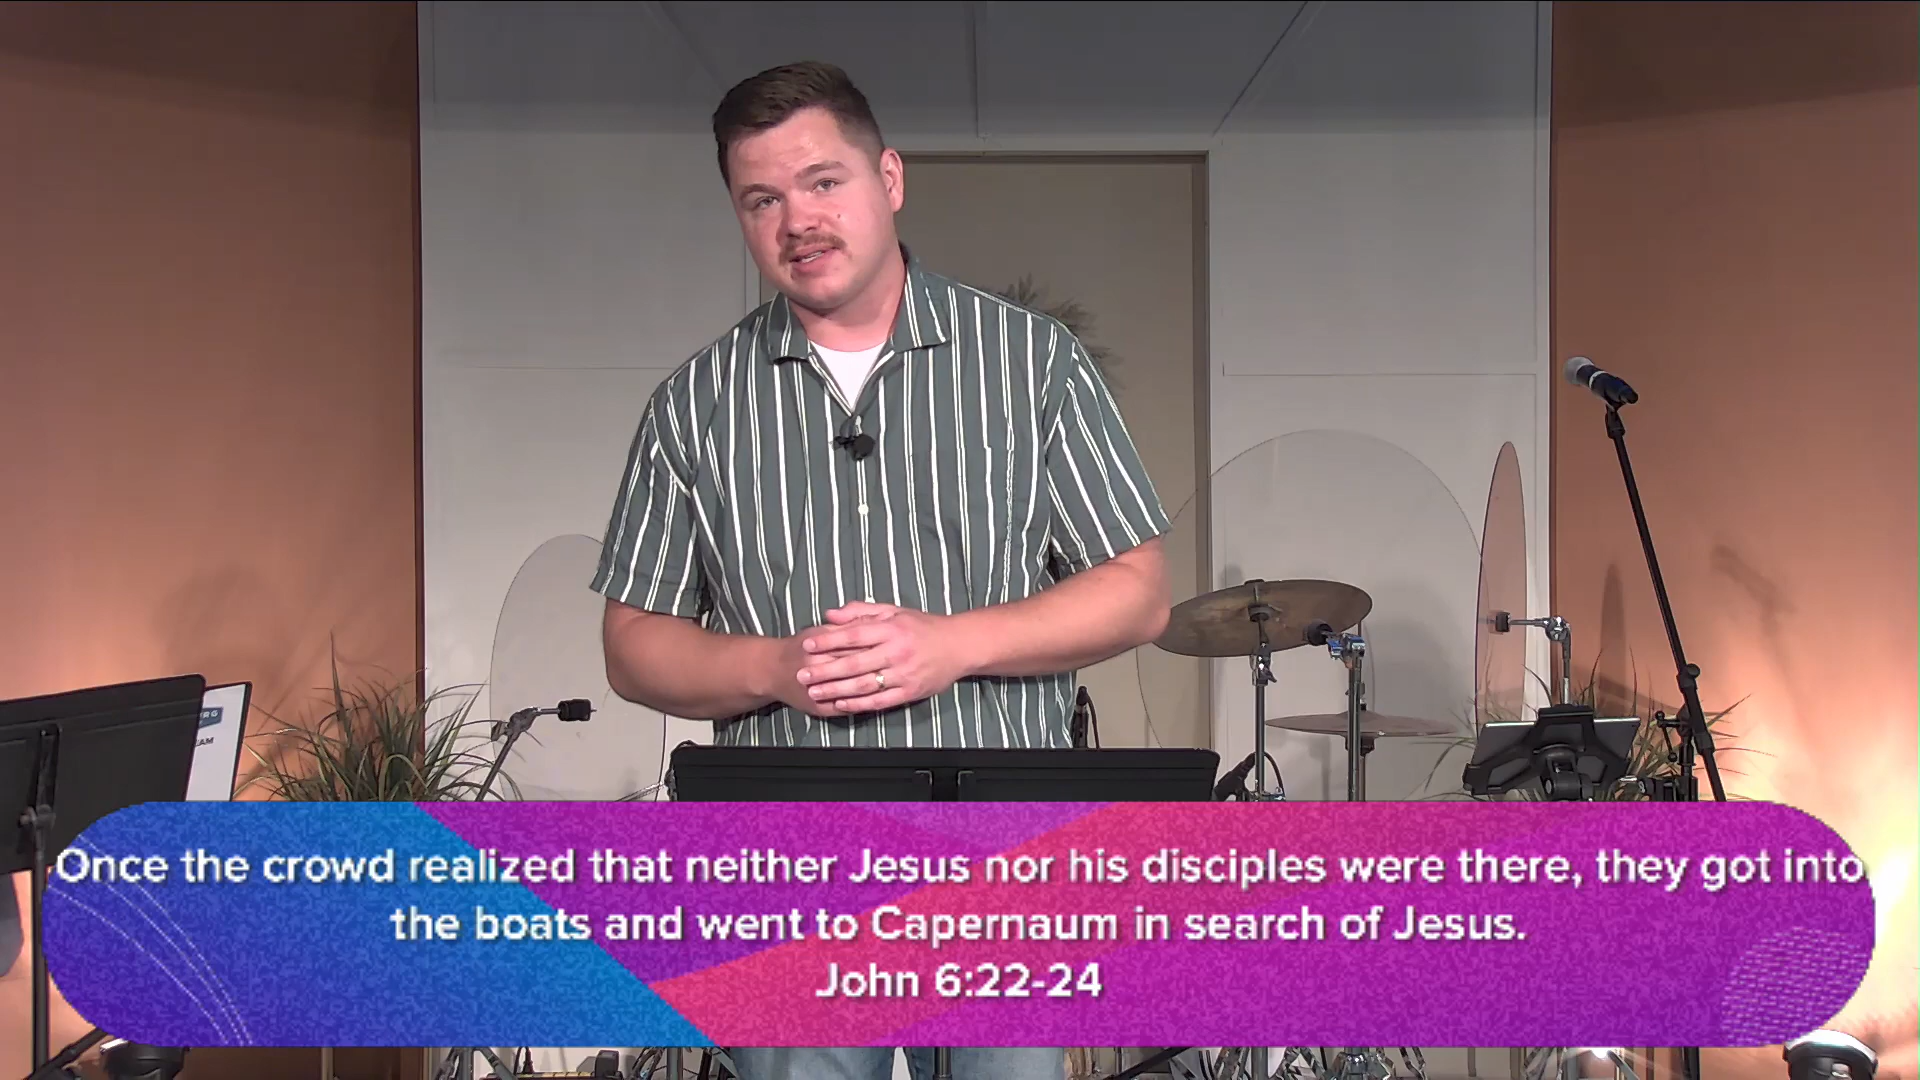 Once the crowd realized that neither Jesus nor his disciples were there, they got into
the boats and went to Capernaum in search of Jesus.
John 6:22-24